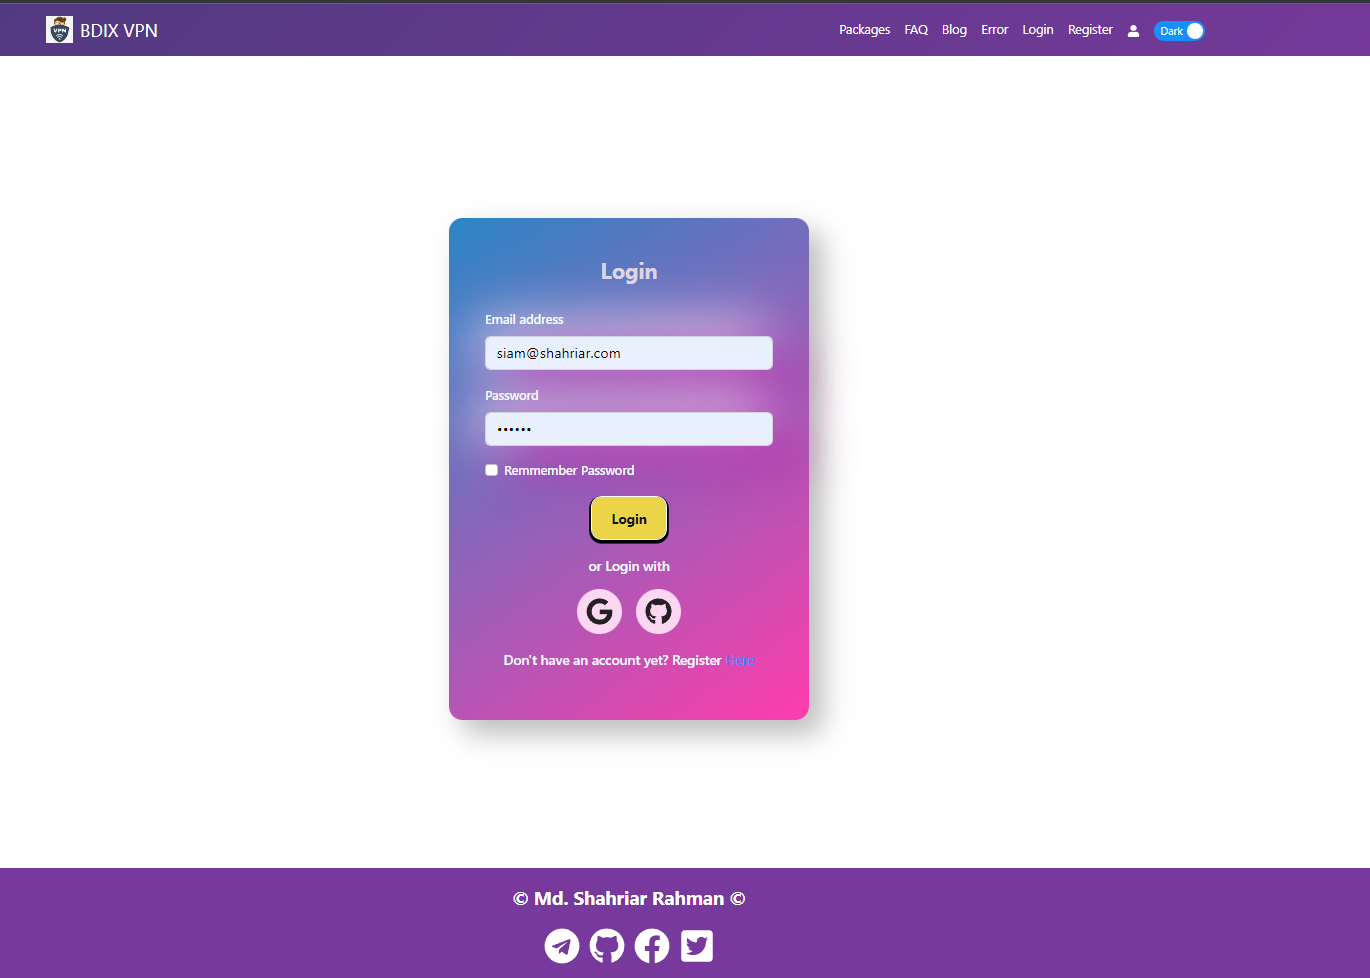 VPN
BDIX VPN
Packages FAQ Blog Error Login Register Dark
Login
Email address
siam@shahriar.com
Password
••••••
Remmember Password
Login
or Login with
G
Don't have an account yet? Register Here
© Md. Shahriar Rahman ©